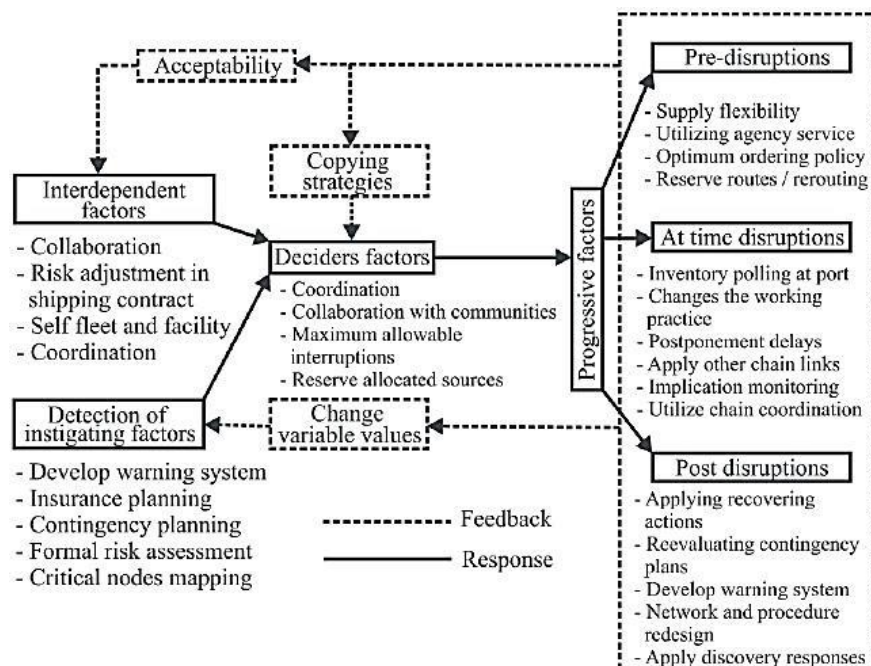 Acceptability
Copying
strategies
Interdependent
factors
- Collaboration
- Risk adjustment in
shipping contract
- Self fleet and facility
- Coordination
Detection of
instigating factors
- Develop warning system
- Insurance planning
- Contingency planning
- Formal risk assessment
- Critical nodes mapping
Deciders factors
- Coordination
- Collaboration with communities
- Maximum allowable
interruptions
- Reserve allocated sources
Change
variable values
Feedback
Response
Progressive factors
Pre-disruptions
- Supply flexibility
- Utilizing agency service
- Optimum ordering policy
- Reserve routes / rerouting
At time disruptions
- Inventory polling at port
- Changes the working
practice
- Postponement delays
- Apply other chain links
- Implication monitoring
- Utilize chain coordination
Post disruptions
- Applying recovering
actions
- Reevaluating contingency
plans
- Develop warning system
- Network and procedure
redesign
- Apply discovery responses